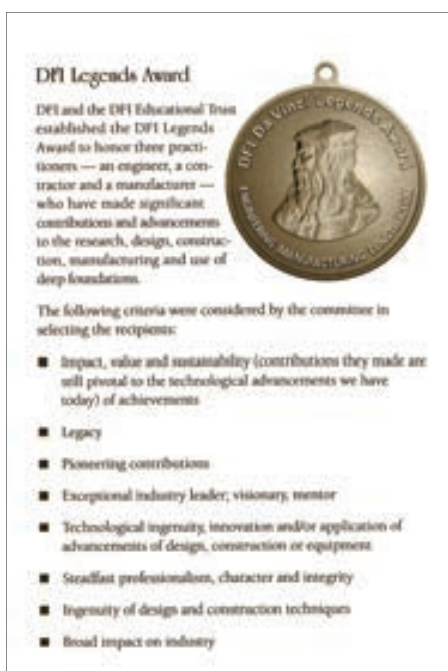 DFI Legends Award
DFI and the DFI Educational Trust
established the DFI Legends
Award to honor three practi-
tioners — an engineer, a con-
tractor and a manufacturer —
who have made significant
contributions and advancements
to the research, design, construc-
tion, manufacturing and use of
deep foundations.
DFI Da Vinci Legends Award
ENGINEERING MANUFACTURING CONSTRUCTION
The following criteria were considered by the committee in
selecting the recipients:
■ Impact, value and sustainability (contributions they made are
still pivotal to the technological advancements we have
today) of achievements
■ Legacy
■ Pioneering contributions
■ Exceptional industry leader, visionary, mentor
■ Technological ingenuity, innovation and/or application of
advancements of design, construction or equipment
■ Steadfast professionalism, character and integrity
■ Ingenuity of design and construction techniques
■ Broad impact on industry